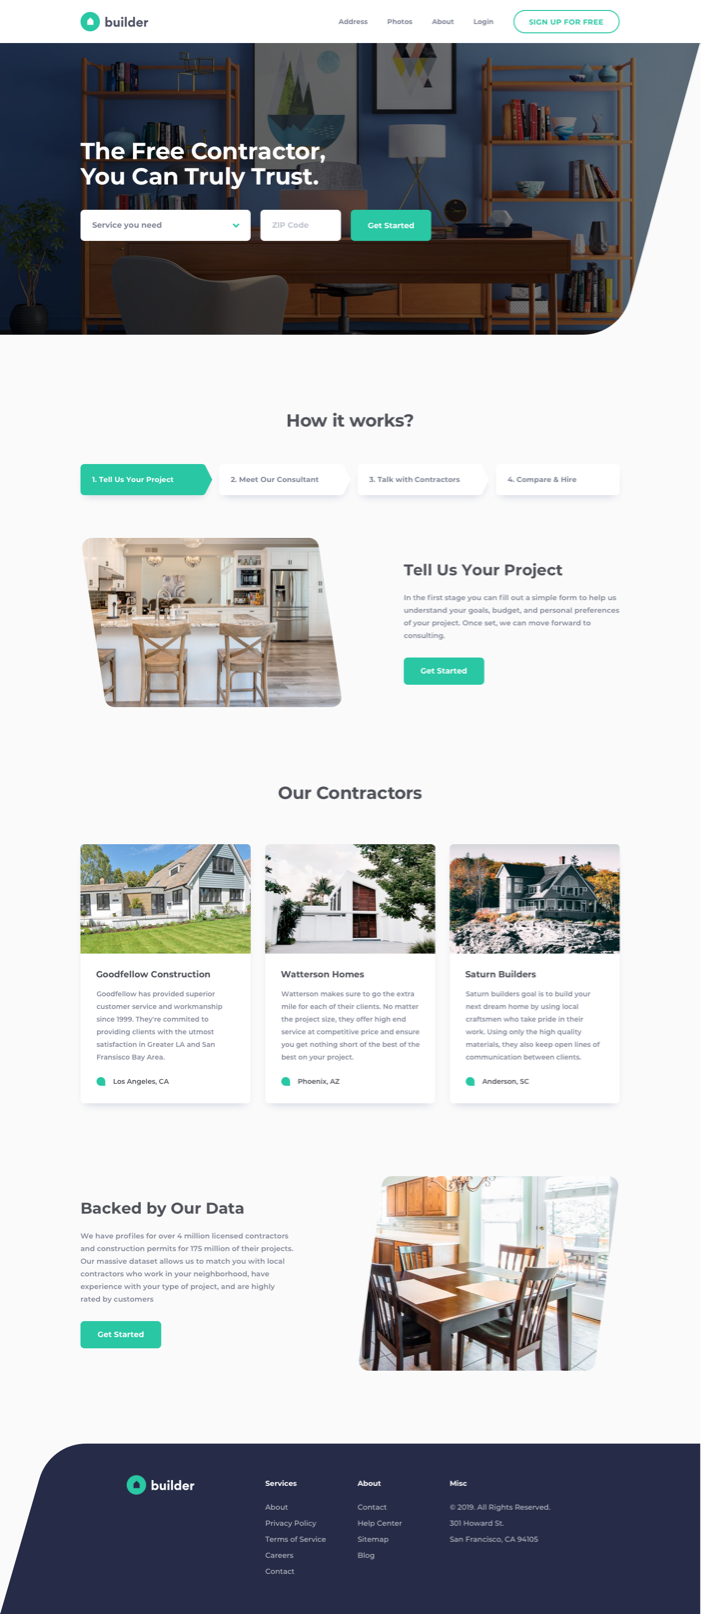 builder
Address Photos About Login SIGN UP FOR FREE
The Free Contractor,
You Can Truly Trust.
Service you need ZIP Code Get Started
How it works?
1. Tell Us Your Project 2. Meet Our Consultant 3. Talk with Contractors 4. Compare & Hire
Tell Us Your Project
In the first stage you can fill out a simple form to help us
understand your goals, budget, and personal preferences
of your project. Once set, we can move forward to
consulting.
Get Started
Our Contractors
Goodfellow Construction
Goodfellow has provided superior
customer service and workmanship
since 1999. They're commited to
providing clients with the utmost
satisfaction in Greater LA and San
Fransisco Bay Area.
Los Angeles, CA
Watterson Homes
Watterson makes sure to go the extra
mile for each of their clients. No matter
the project size, they offer high end
service at competitive price and ensure
you get nothing short of the best of the
best on your project.
Phoenix, AZ
Saturn Builders
Saturn builders goal is to build your
next dream home by using local
craftsmen who take pride in their
work. Using only the high quality
materials, they also keep open lines of
communication between clients.
Anderson, SC
Backed by Our Data
We have profiles for over 4 million licensed contractors
and construction permits for 175 million of their projects.
Our massive dataset allows us to match you with local
contractors who work in your neighborhood, have
experience with your type of project, and are highly
rated by customers
Get Started
builder
Services
About
Privacy Policy
Terms of Service
Careers
Contact
About
Contact
Help Center
Sitemap
Blog
Misc
© 2019. All Rights Reserved.
301 Howard St.
San Francisco, CA 94105